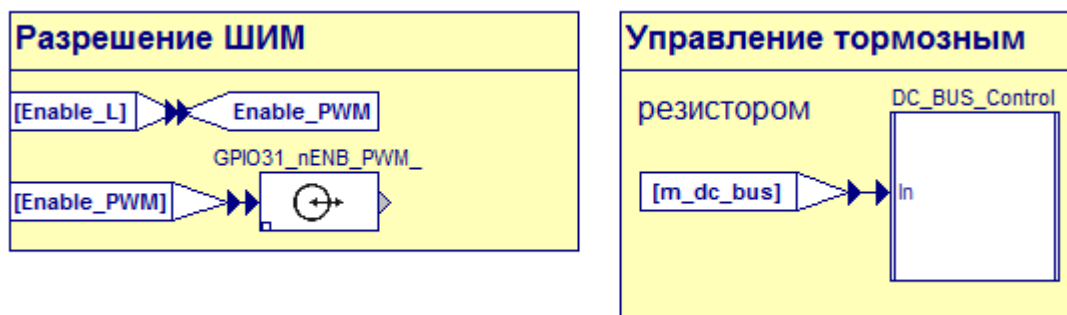 Разрешение ШИМ
[Enable_L]
Enable_PWM
GPIO31_nENB_PWM_
[Enable_PWM]
Управление тормозным
резистором
DC_BUS_Control
[m_dc_bus]
In